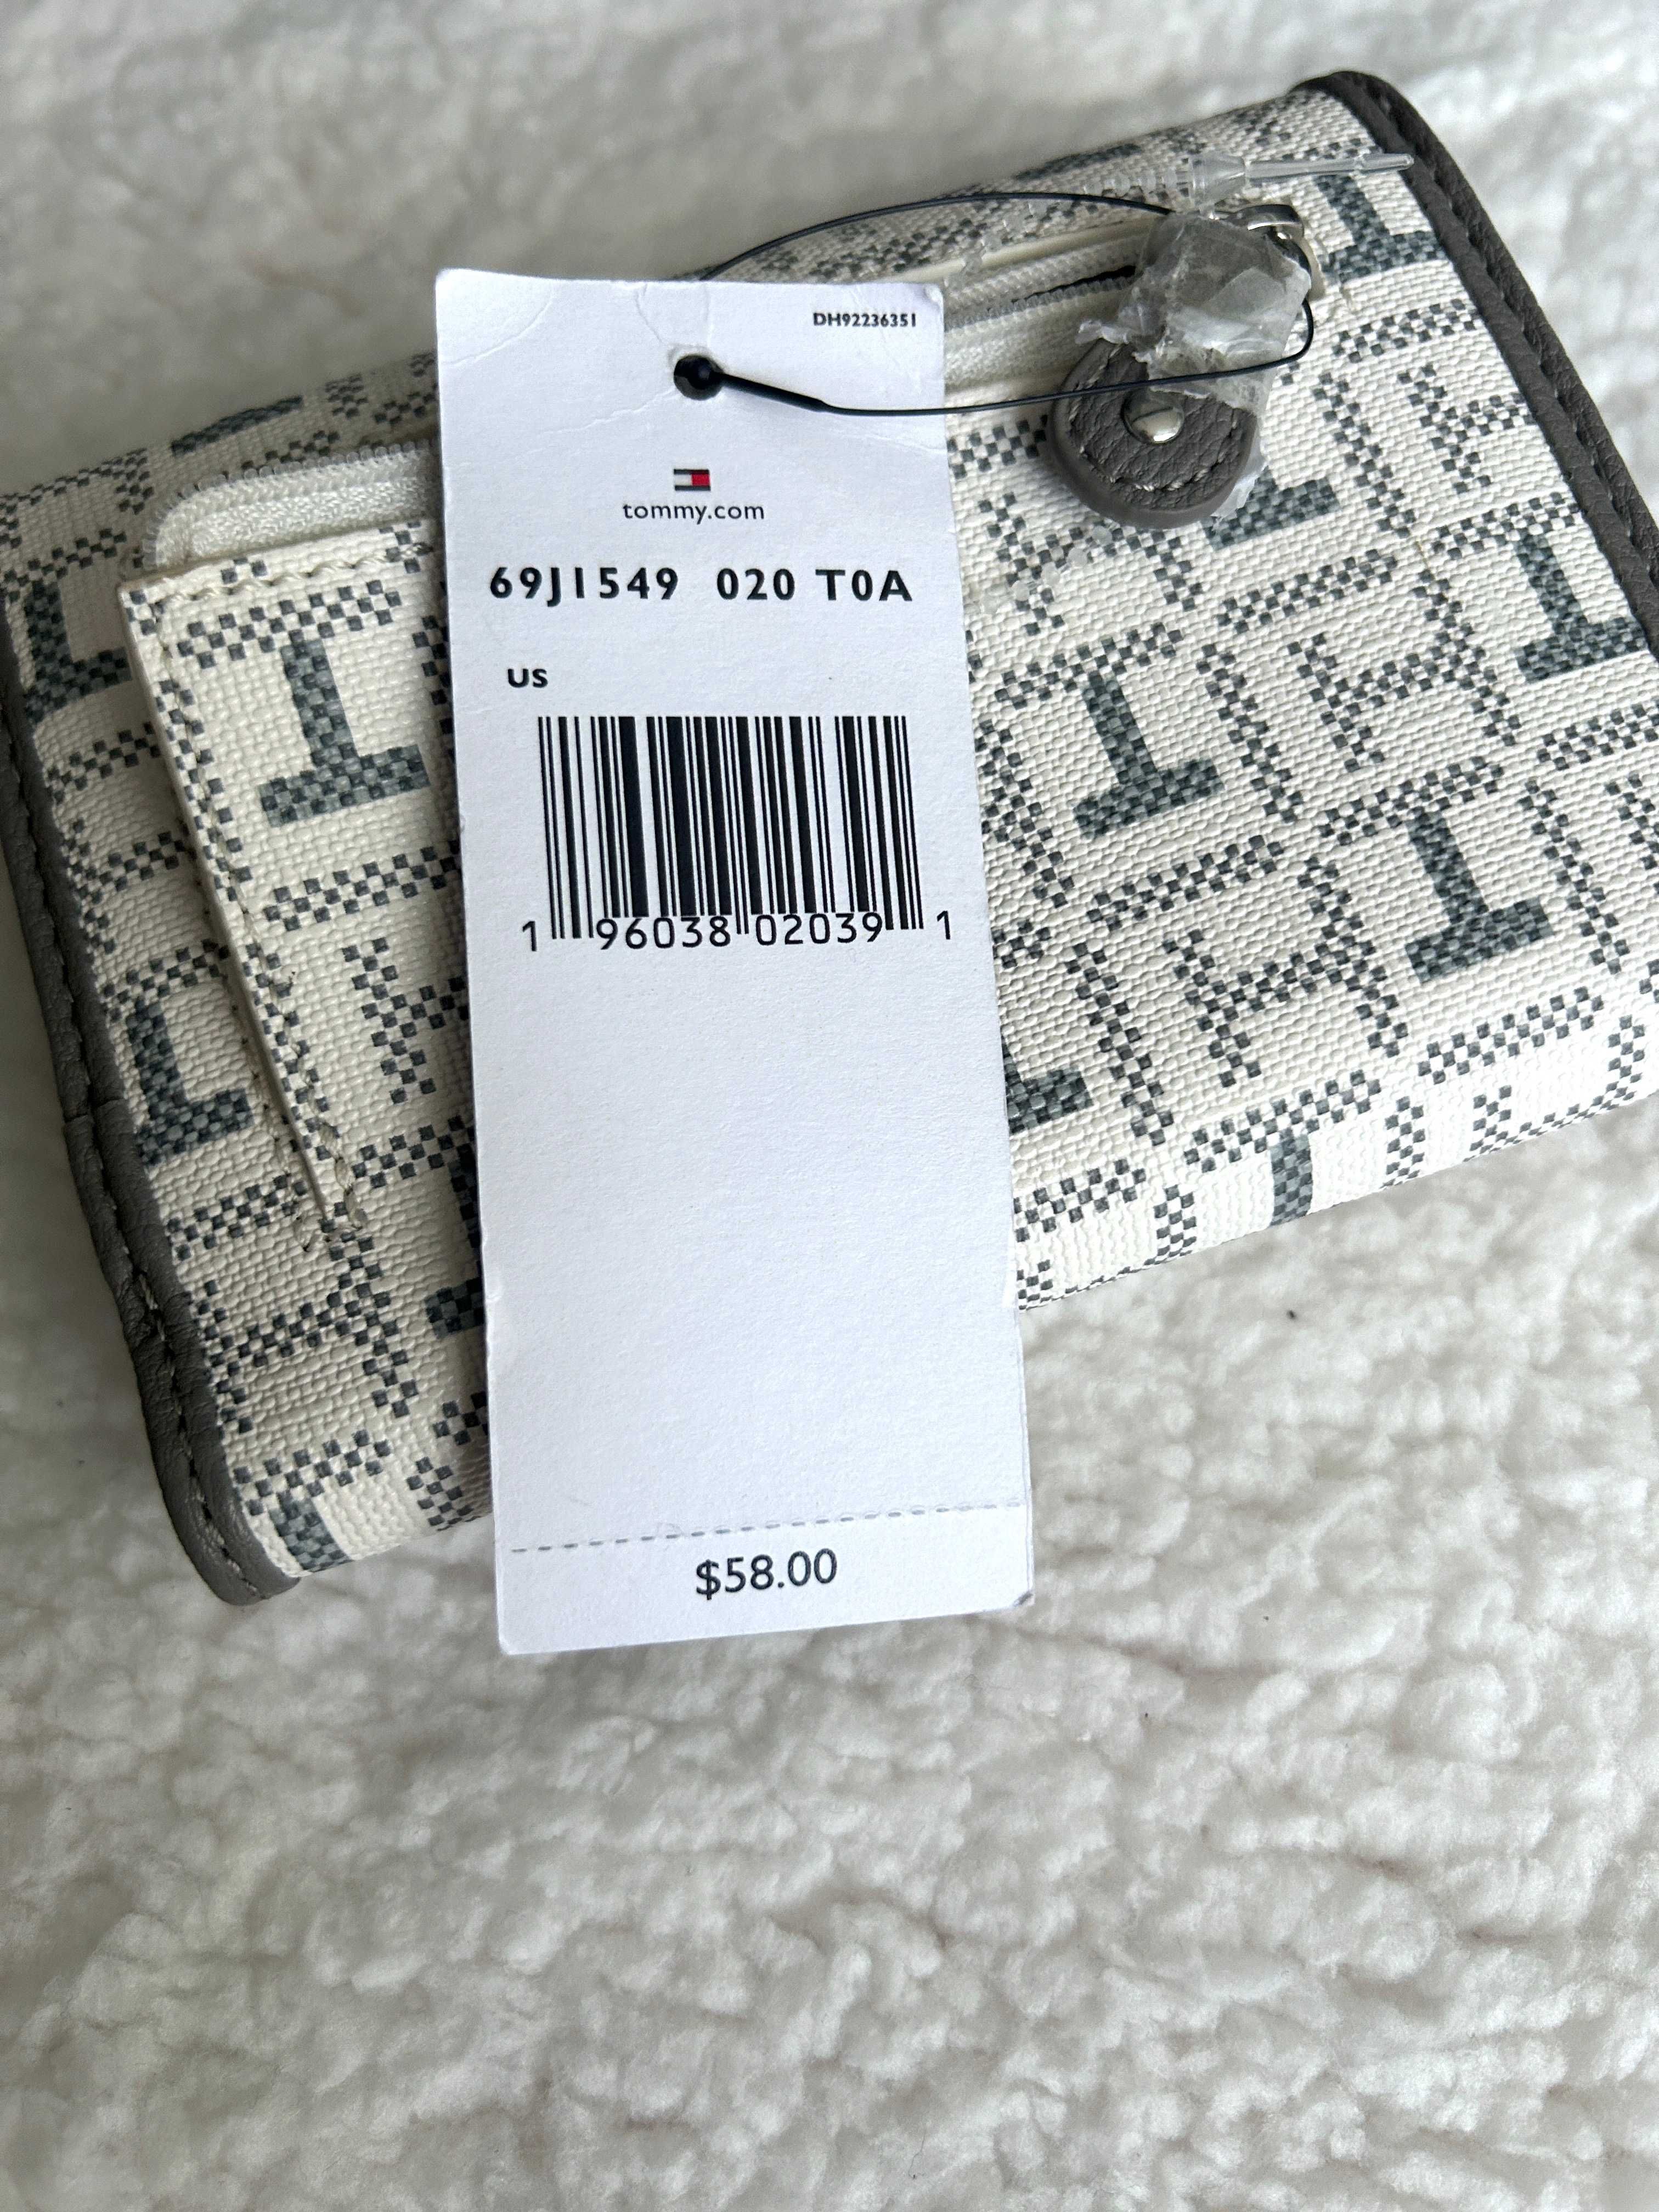 DH92236351
tommy.com
69J1549 020 T0A
US
1 96038 02039 1
$58.00